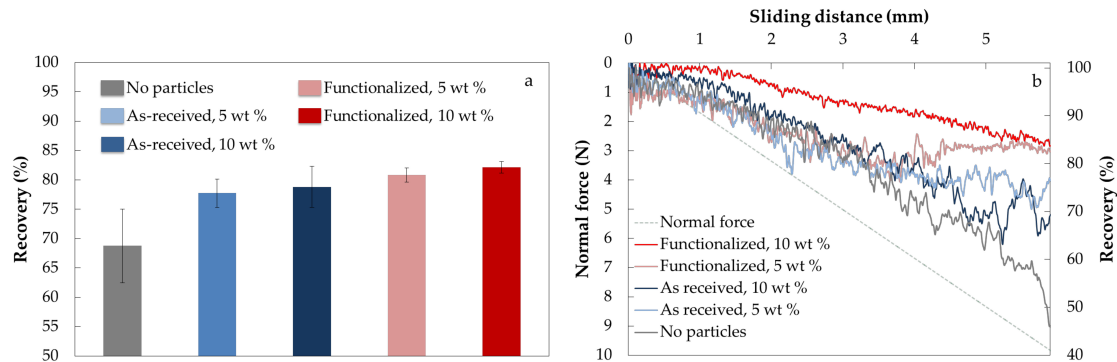 a
Recovery (%)
100
95
90
85
80
75
70
65
60
55
50
No particles
As-received, 5 wt %
As-received, 10 wt %
Functionalized, 5 wt %
Functionalized, 10 wt %
Sliding distance (mm)
0 1 2 3 4 5
b
Normal force (N)
0
1
2
3
4
5
6
7
8
9
10
Normal force
Functionalized, 10 wt %
Functionalized, 5 wt %
As received, 10 wt %
As received, 5 wt %
No particles
100
90
80
70
60
50
40
Recovery (%)